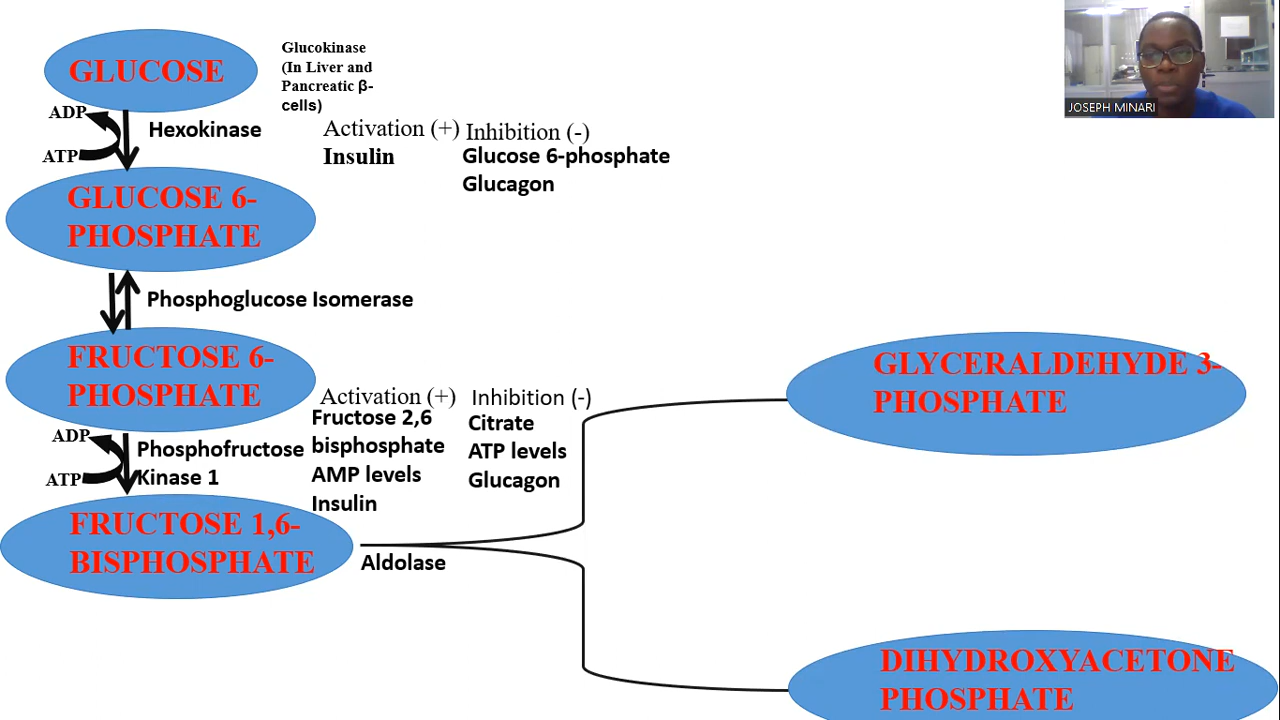 GLUCOSE
Glucokinase
(In Liver and
Pancreatic β-
cells)
ADP
ATP
Hexokinase
Activation (+)
Insulin
Inhibition (-)
Glucose 6-phosphate
Glucagon
JOSEPH MINARI
GLUCOSE 6-
PHOSPHATE
Phosphoglucose Isomerase
FRUCTOSE 6-
PHOSPHATE
ADP
ATP
Phosphofructose
Kinase 1
Activation (+)
Fructose 2,6
bisphosphate
AMP levels
Insulin
Inhibition (-)
Citrate
ATP levels
Glucagon
FRUCTOSE 1,6-
BISPHOSPHATE
Aldolase
GLYCERALDEHYDE 3-
PHOSPHATE
DIHYDROXYACETONE
PHOSPHATE